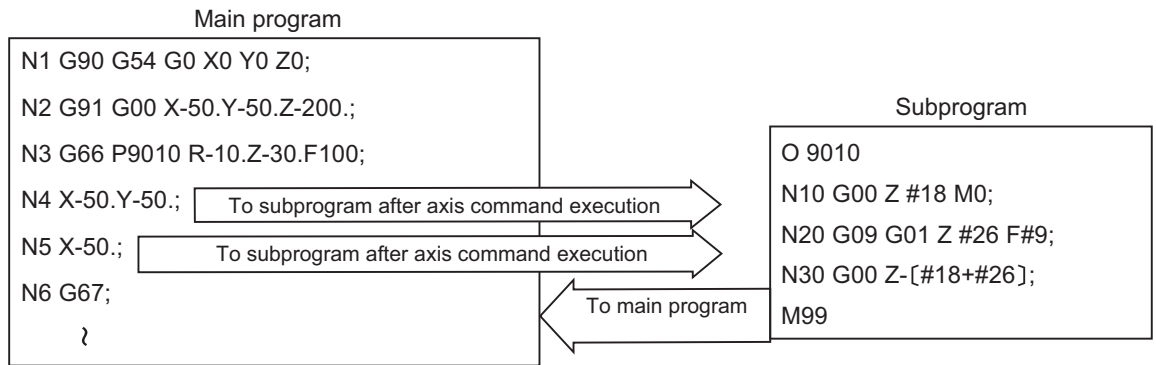 Main program
N1 G90 G54 G0 X0 Y0 Z0;
N2 G91 G00 X-50.Y-50.Z-200.;
N3 G66 P9010 R-10.Z-30.F100;
N4 X-50.Y-50.;
To subprogram after axis command execution
N5 X-50.;
To subprogram after axis command execution
N6 G67;
~
To main program
Subprogram
O 9010
N10 G00 Z #18 M0;
N20 G09 G01 Z #26 F#9;
N30 G00 Z-〔#18+#26〕;
M99